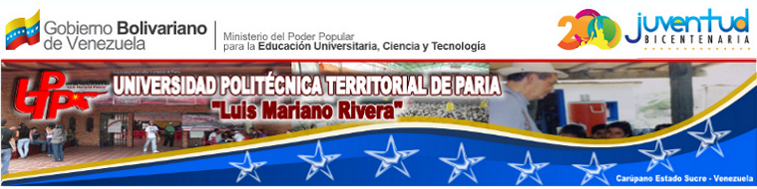 Gobierno Bolivariano
de Venezuela
Ministerio del Poder Popular
para la Educación Universitaria, Ciencia y Tecnología
200 juventud
BICENTENARIA
UPTP
UNIVERSIDAD POLITÉCNICA TERRITORIAL DE PARIA
"Luis Mariano Rivera"
Carúpano Estado Sucre - Venezuela